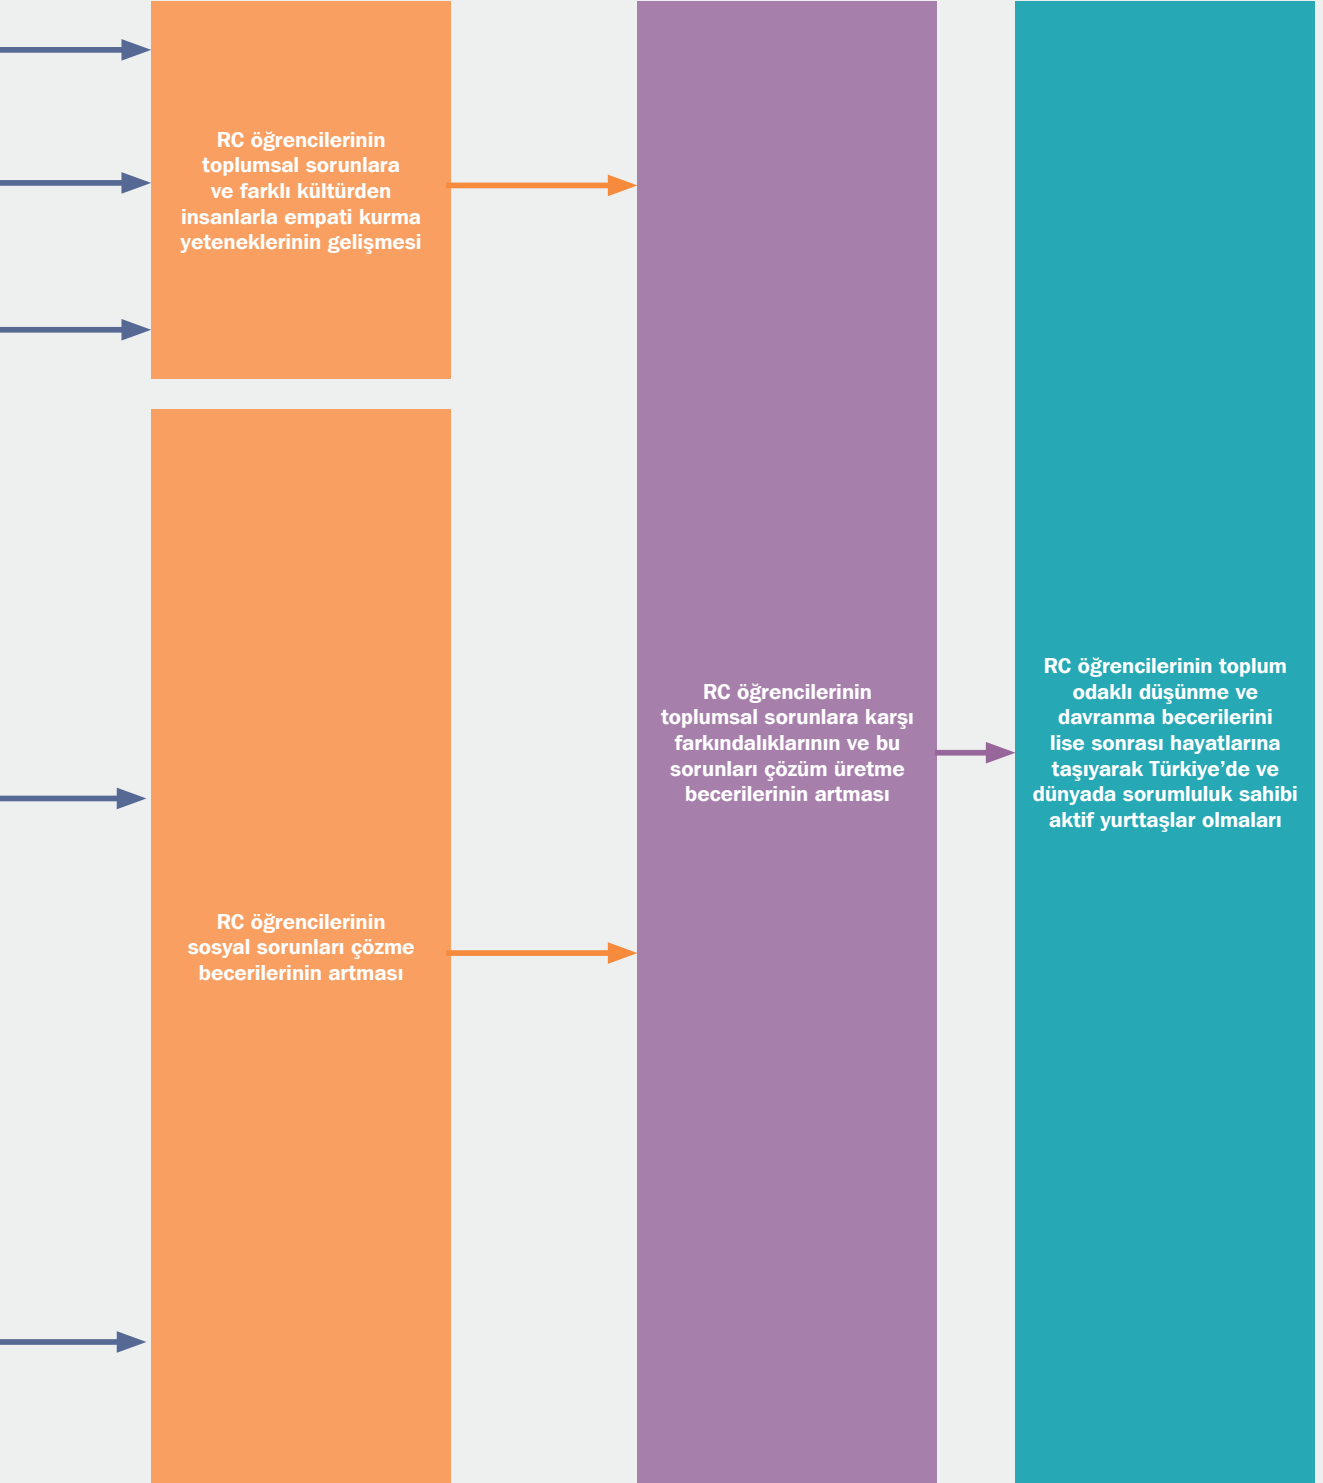 RC öğrencilerinin
toplumsal sorunlara
ve farklı kültürden
insanlarla empati kurma
yeteneklerinin gelişmesi
RC öğrencilerinin
sosyal sorunları çözme
becerilerinin artması
RC öğrencilerinin
toplumsal sorunlara karşı
farkındalıklarının ve bu
sorunları çözüm üretme
becerilerinin artması
RC öğrencilerinin toplum
odaklı düşünme ve
davranma becerilerini
lise sonrası hayatlarına
taşıyarak Türkiye’de ve
dünyada sorumluluk sahibi
aktif yurttaşlar olmaları